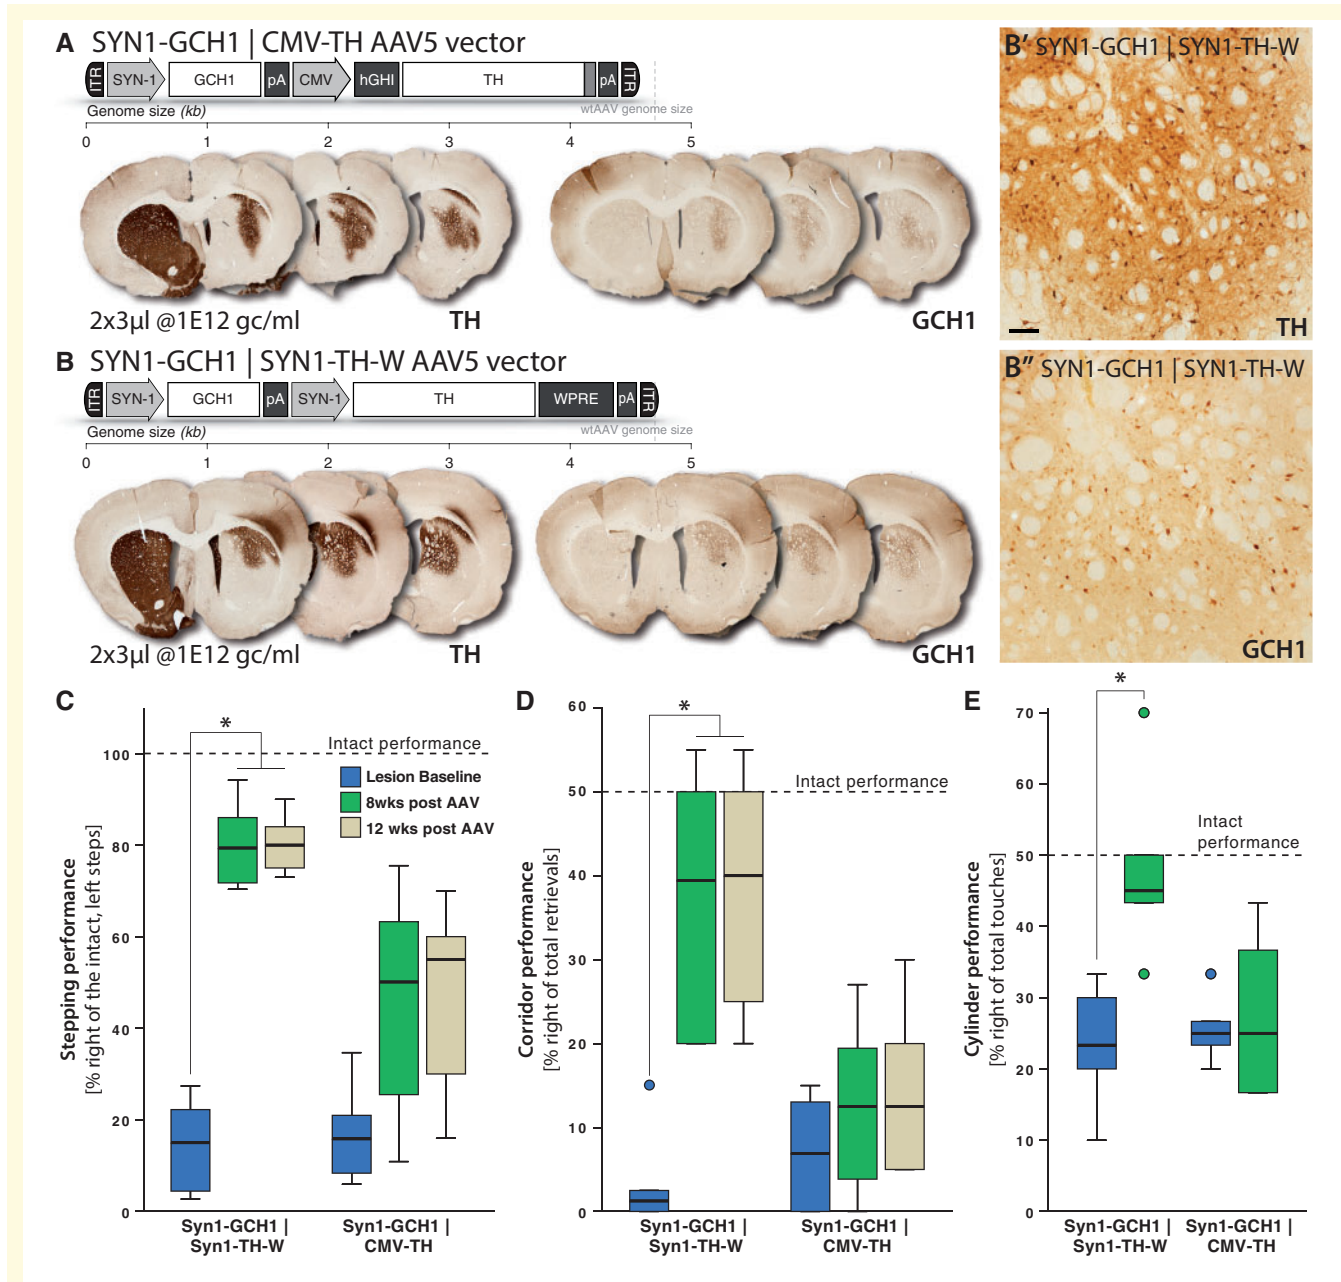 A SYN1-GCH1 | CMV-TH AAV5 vector
ITR SYN-1 GCH1 pA CMV hGHI TH pA ITR
Genome size (kb) wtAAV genome size
0 1 2 3 4 5
2x3µl @1E12 gc/ml TH GCH1
B' SYN1-GCH1 | SYN1-TH-W
TH
B SYN1-GCH1 | SYN1-TH-W AAV5 vector
ITR SYN-1 GCH1 pA SYN-1 TH WPRE pA ITR
Genome size (kb) wtAAV genome size
0 1 2 3 4 5
2x3µl @1E12 gc/ml TH GCH1
B" SYN1-GCH1 | SYN1-TH-W
GCH1
C
Stepping performance
[% right of the intact, left steps]
100
80
60
40
20
0
*
Intact performance
Lesion Baseline
8wks post AAV
12 wks post AAV
Syn1-GCH1 |
Syn1-TH-W
Syn1-GCH1 |
CMV-TH
D
Corridor performance
[% right of total retrievals]
60
50
40
30
20
10
0
*
Intact performance
Syn1-GCH1 |
Syn1-TH-W
Syn1-GCH1 |
CMV-TH
E
Cylinder performance
[% right of total touches]
70
60
50
40
30
20
10
0
*
Intact
performance
Syn1-GCH1 |
Syn1-TH-W
Syn1-GCH1 |
CMV-TH